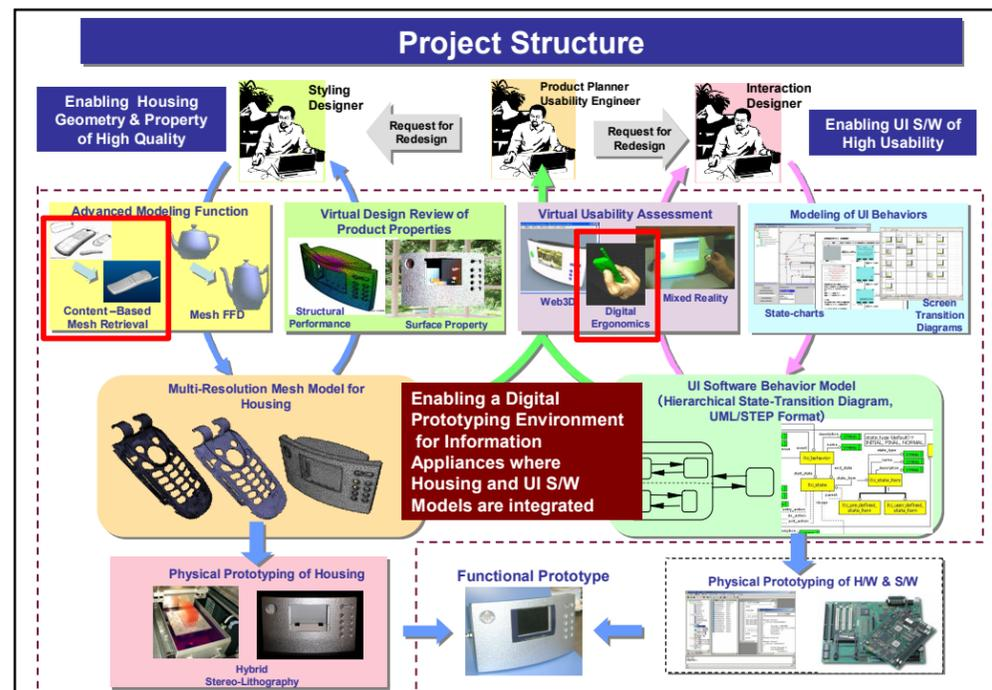 Project Structure
Styling
Designer
Product Planner
Usability Engineer
Interaction
Designer
Enabling Housing
Geometry & Property
of High Quality
Request for
Redesign
Request for
Redesign
Enabling UI S/W of
High Usability
Advanced Modeling Function
Content –Based
Mesh Retrieval
Mesh FFD
Virtual Design Review of
Product Properties
Structural
Performance
Surface Property
Virtual Usability Assessment
Web3D
Digital
Ergonomics
Mixed Reality
Modeling of UI Behaviors
State-charts
Screen
Transition
Diagrams
Multi-Resolution Mesh Model for
Housing
Enabling a Digital
Prototyping Environment
for Information
Appliances where
Housing and UI S/W
Models are integrated
UI Software Behavior Model
(Hierarchical State-Transition Diagram,
UML/STEP Format)
Physical Prototyping of Housing
Hybrid
Stereo-Lithography
Functional Prototype
Physical Prototyping of H/W & S/W